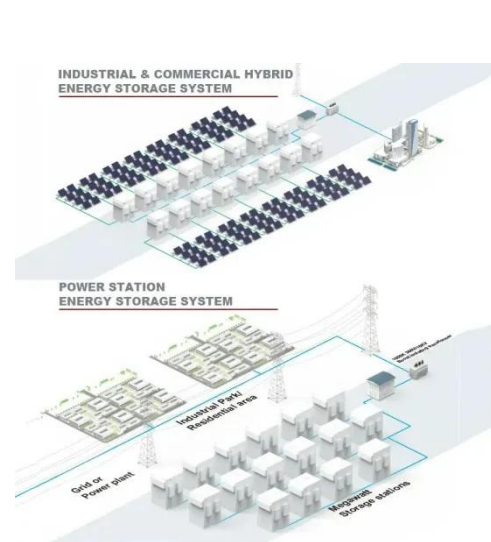 INDUSTRIAL & COMMERCIAL HYBRID
ENERGY STORAGE SYSTEM
POWER STATION
ENERGY STORAGE SYSTEM
Industrial Park/
Residential area
Grid or
Power plant
Megawatt
Storage stations